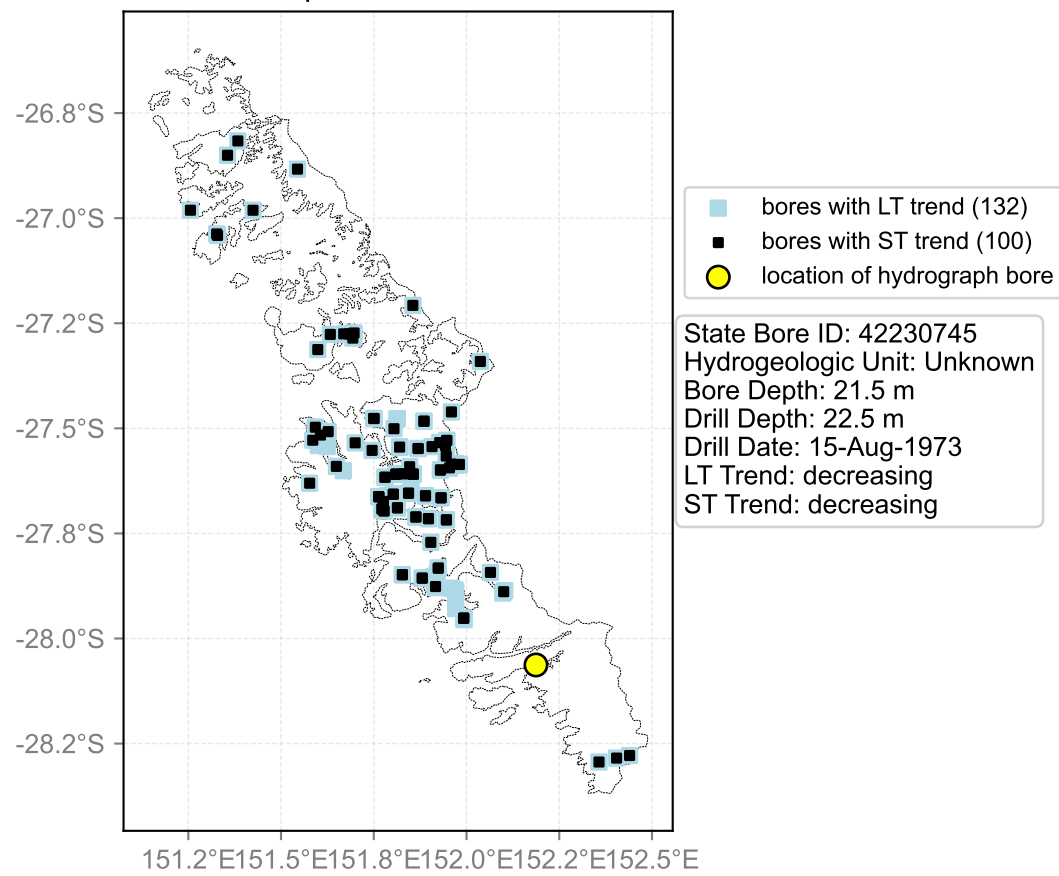 -26.8°S
-27.0°S
-27.2°S
-27.5°S
-27.8°S
-28.0°S
-28.2°S
151.2°E151.5°E151.8°E152.0°E152.2°E152.5°E
bores with LT trend (132)
bores with ST trend (100)
location of hydrograph bore
State Bore ID: 42230745
Hydrogeologic Unit: Unknown
Bore Depth: 21.5 m
Drill Depth: 22.5 m
Drill Date: 15-Aug-1973
LT Trend: decreasing
ST Trend: decreasing